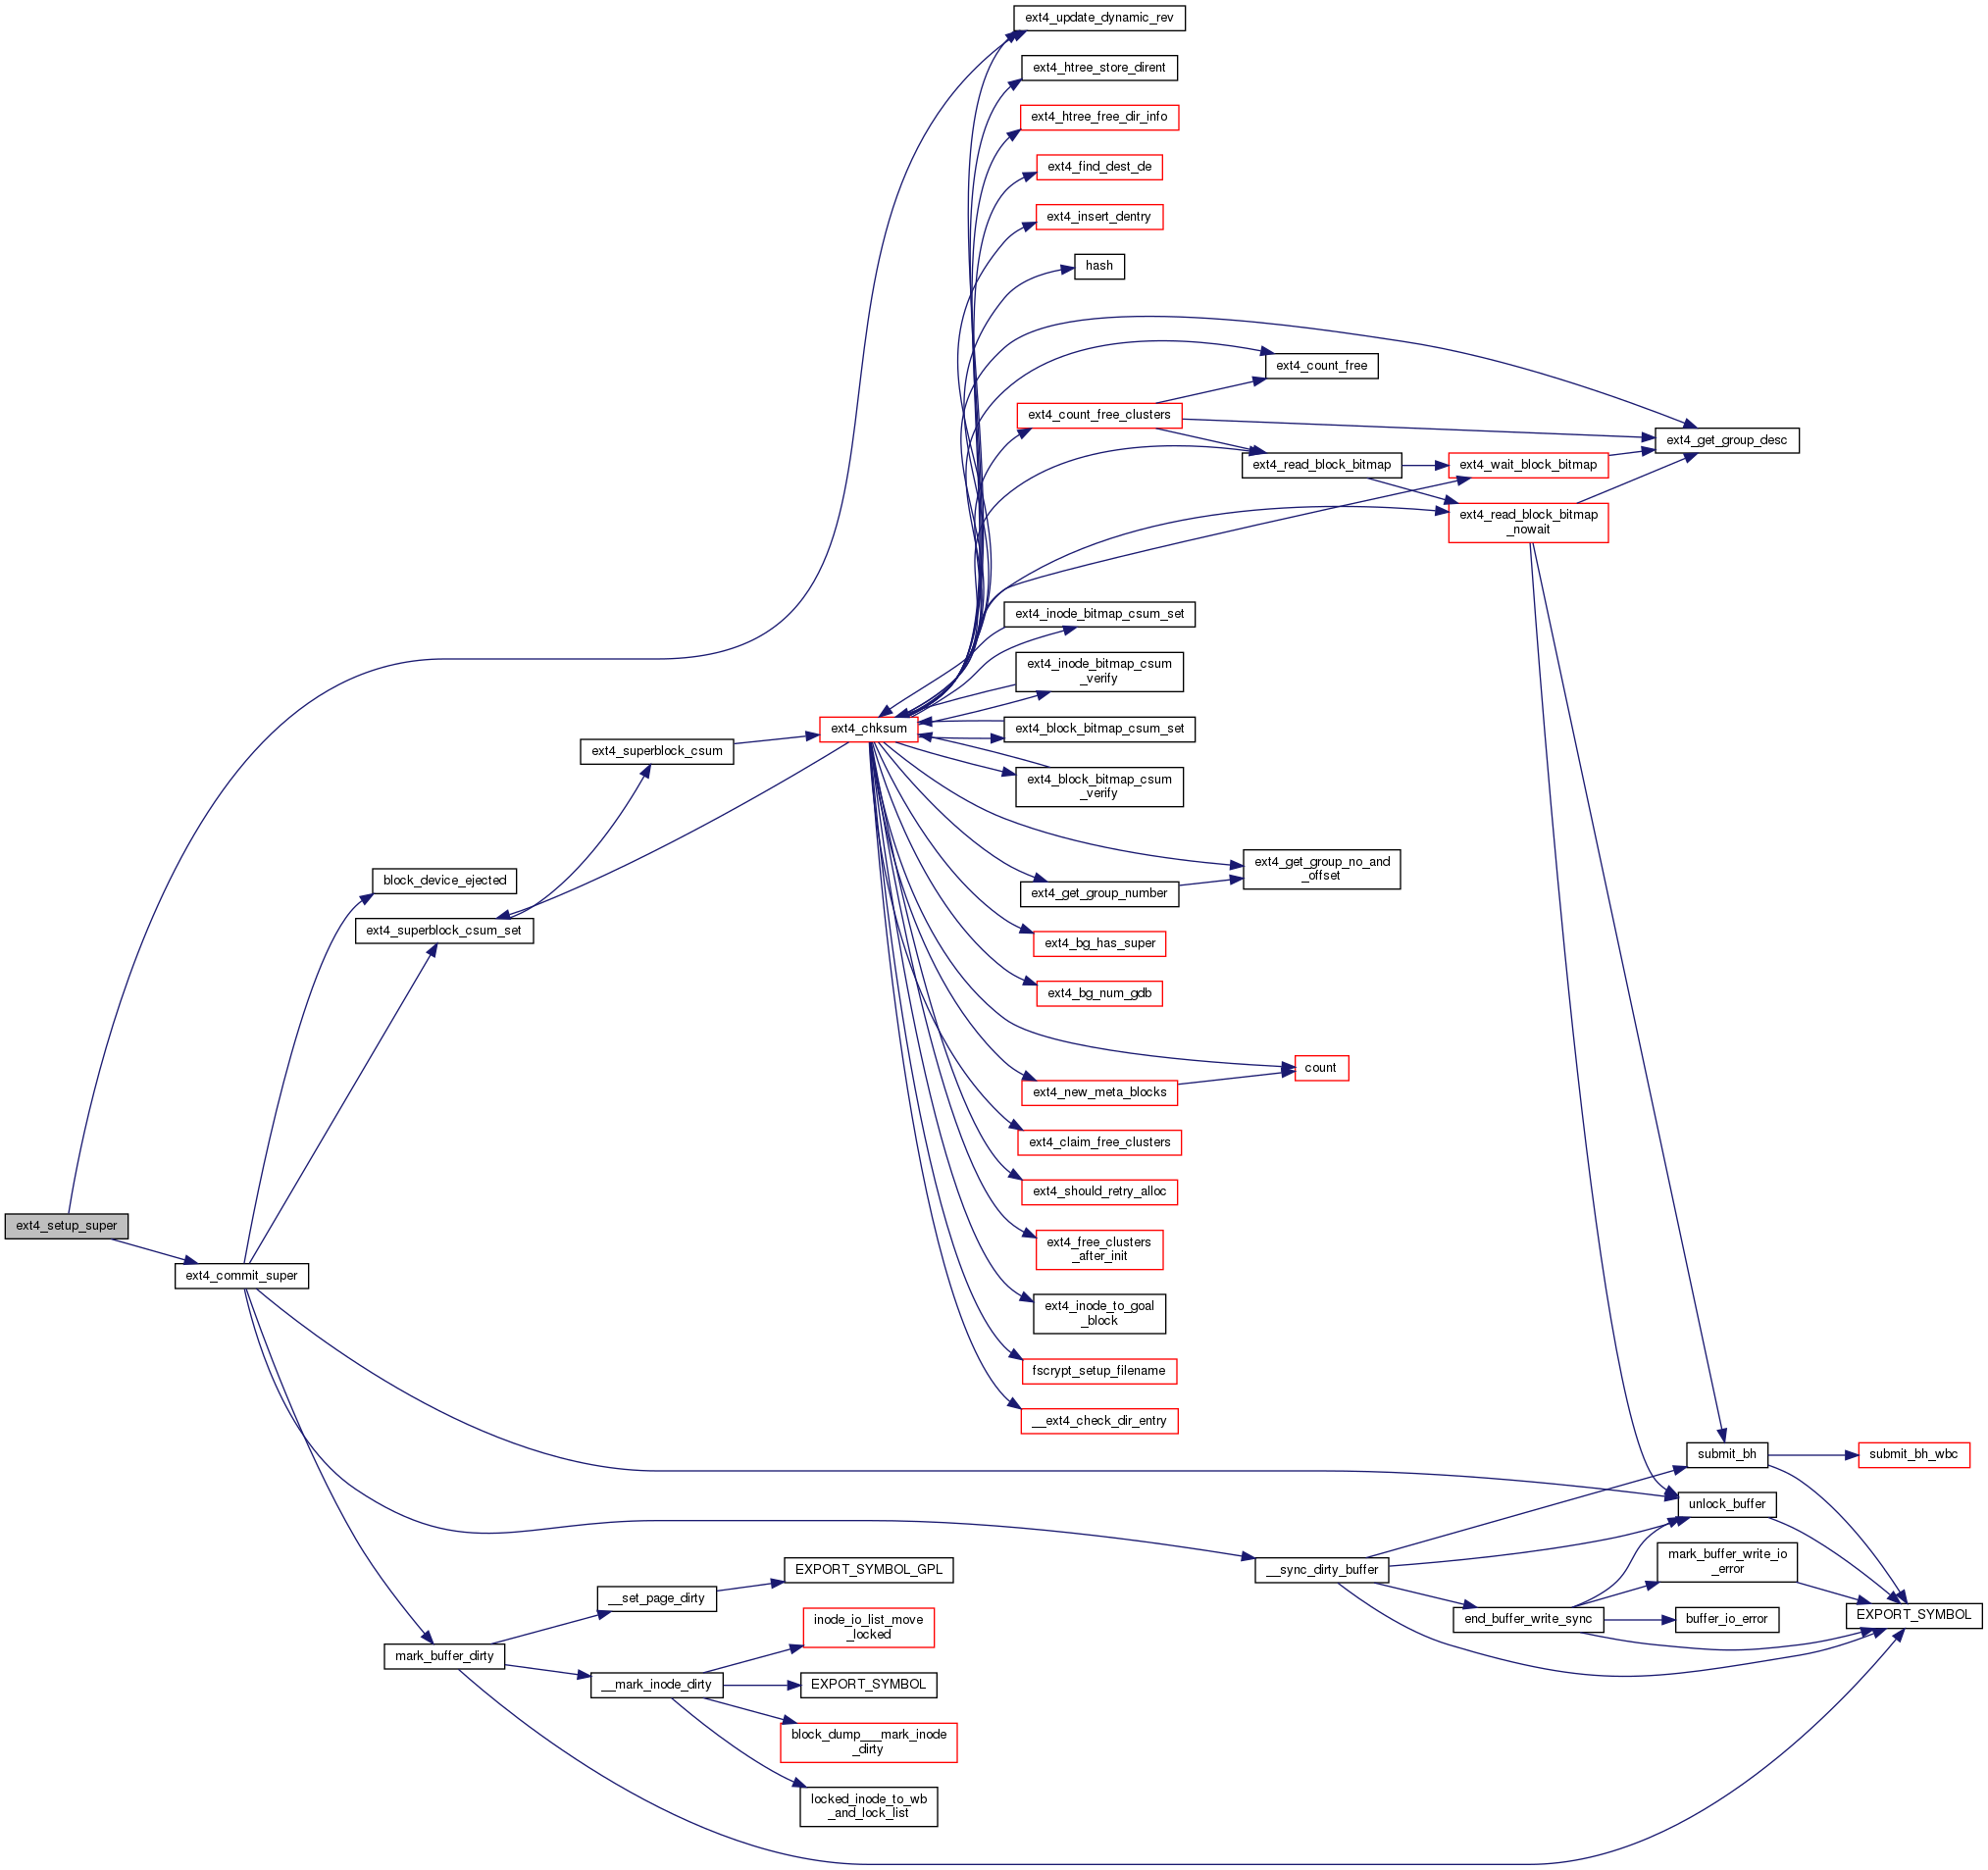 ext4_update_dynamic_rev
ext4_htree_store_dirent
ext4_htree_free_dir_info
ext4_find_dest_de
ext4_insert_dentry
hash
ext4_count_free
ext4_count_free_clusters
ext4_get_group_desc
ext4_read_block_bitmap
ext4_wait_block_bitmap
ext4_read_block_bitmap
_nowait
ext4_inode_bitmap_csum_set
ext4_inode_bitmap_csum
_verify
ext4_chksum
ext4_block_bitmap_csum_set
ext4_superblock_csum
ext4_block_bitmap_csum
_verify
ext4_get_group_no_and
_offset
block_device_ejected
ext4_get_group_number
ext4_superblock_csum_set
ext4_bg_has_super
ext4_bg_num_gdb
count
ext4_new_meta_blocks
ext4_claim_free_clusters
ext4_should_retry_alloc
ext4_setup_super
ext4_free_clusters
_after_init
ext4_commit_super
ext4_inode_to_goal
_block
fscrypt_setup_filename
__ext4_check_dir_entry
submit_bh
submit_bh_wbc
unlock_buffer
__sync_dirty_buffer
mark_buffer_write_io
_error
EXPORT_SYMBOL_GPL
__set_page_dirty
end_buffer_write_sync
buffer_io_error
EXPORT_SYMBOL
inode_io_list_move
_locked
mark_buffer_dirty
__mark_inode_dirty
EXPORT_SYMBOL
block_dump___mark_inode
_dirty
locked_inode_to_wb
_and_lock_list